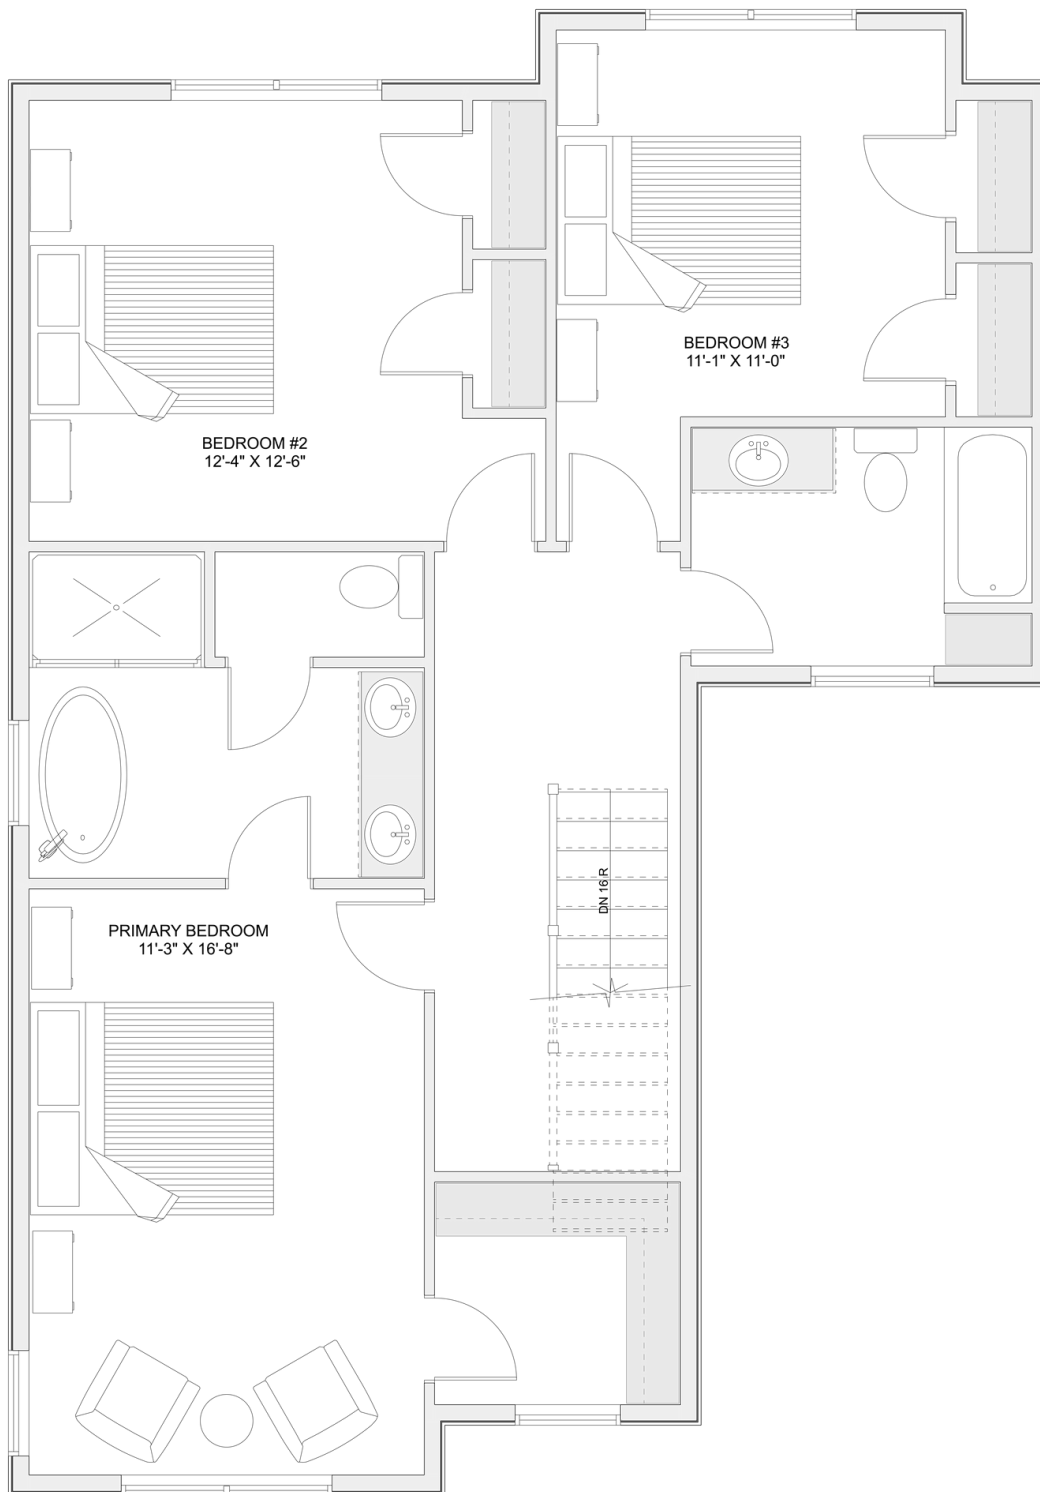 BEDROOM #3
11'-1" X 11'-0"
BEDROOM #2
12'-4" X 12'-6"
DN 16 R
PRIMARY BEDROOM
11'-3" X 16'-8"